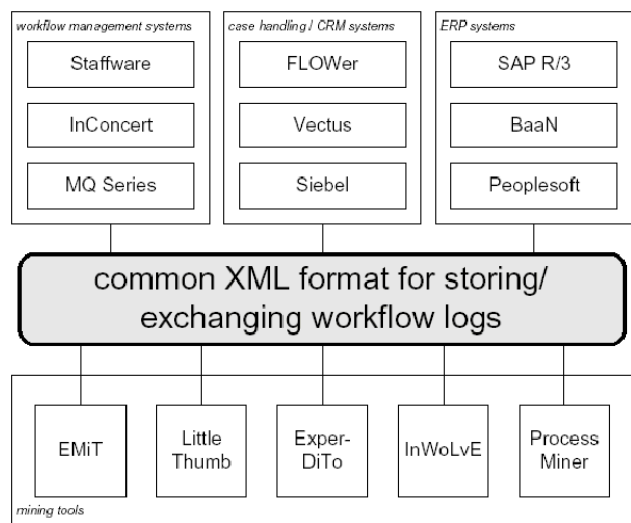 workflow management systems
Staffware
InConcert
MQ Series
case handling / CRM systems
FLOWer
Vectus
Siebel
ERP systems
SAP R/3
BaaN
Peoplesoft
common XML format for storing/
exchanging workflow logs
EMiT
Little
Thumb
Exper-
DiTo
InWoLvE
Process
Miner
mining tools